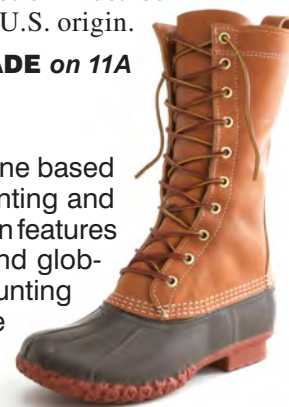 U.S. origin.
ADE on 11A
ne based
nting and
n features
nd glob-
unting
e